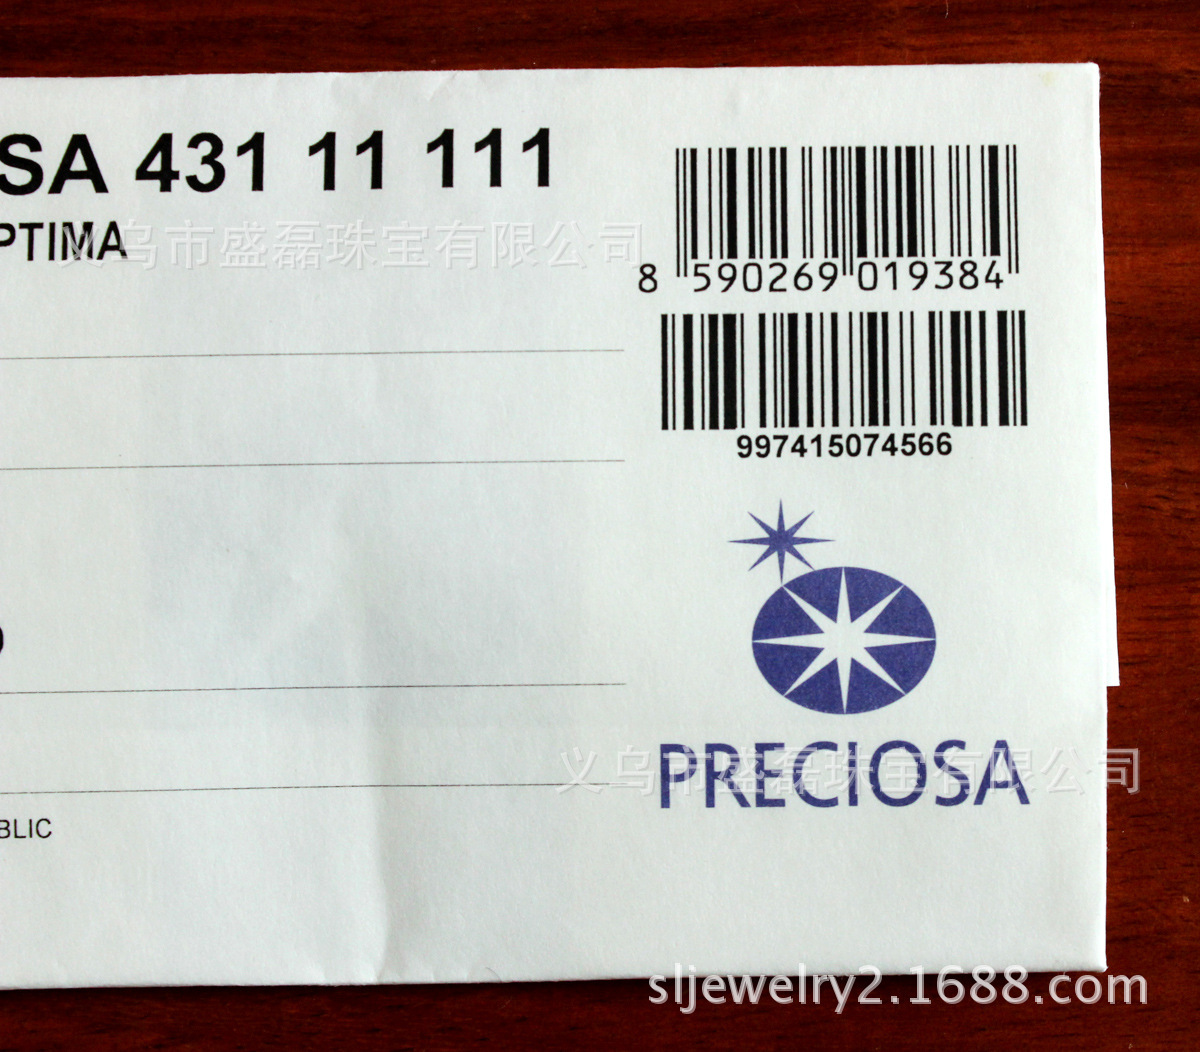 SA 431 11 111
PTIMA
义乌市盛磊珠宝有限公司
8 590269 019384
997415074566
PRECIOSA
义乌市盛磊珠宝有限公司
BLIC
sljewelry2.1688.com